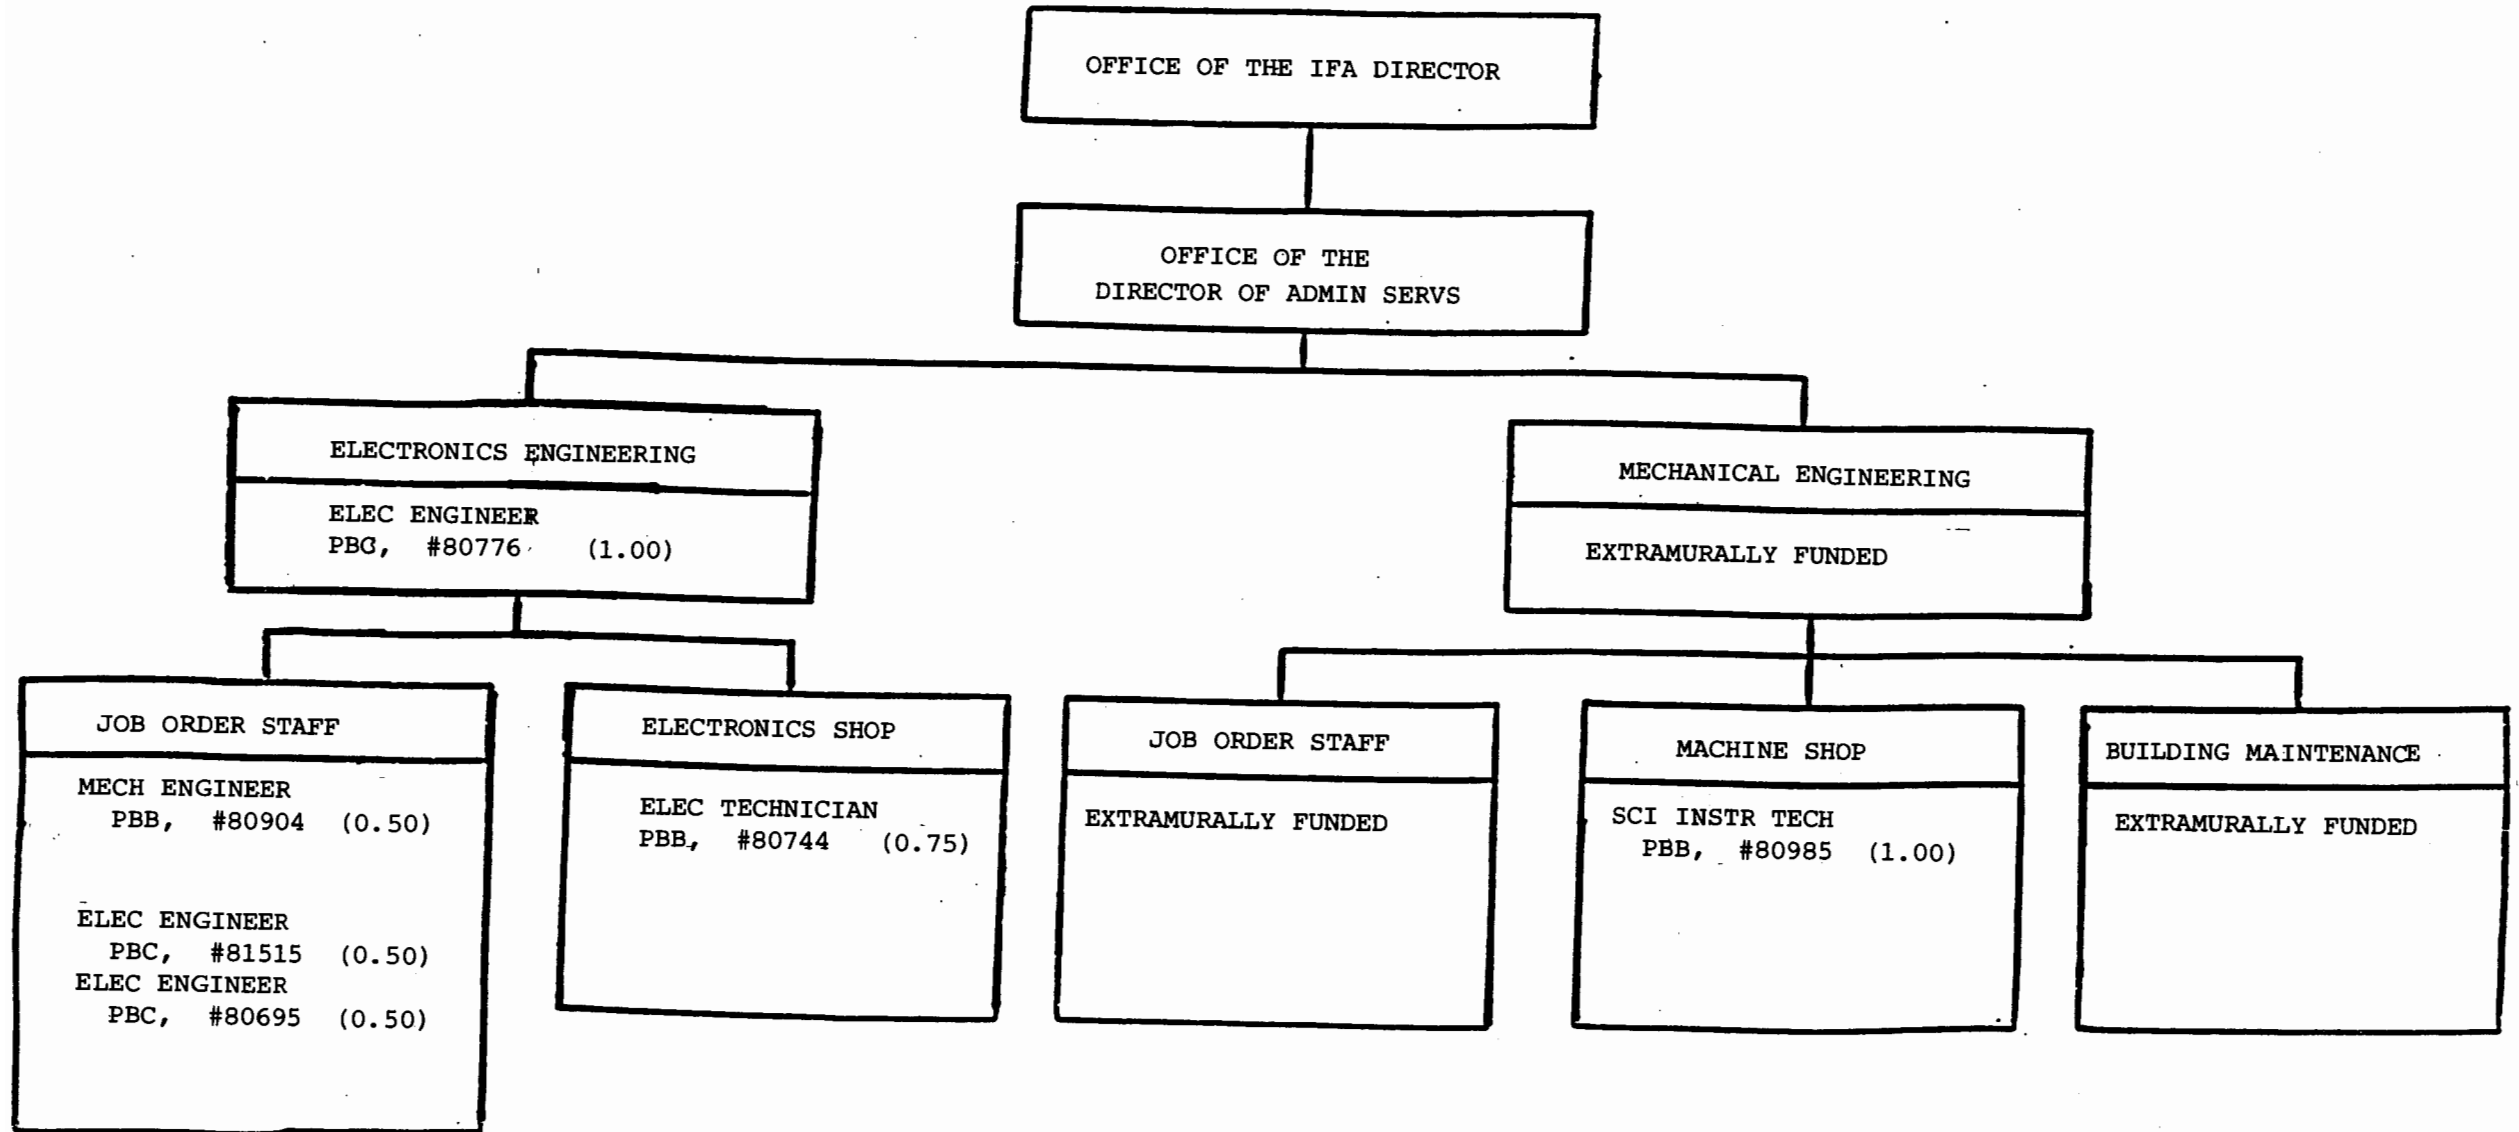 OFFICE OF THE IFA DIRECTOR
OFFICE OF THE
DIRECTOR OF ADMIN SERVS
ELECTRONICS ENGINEERING
ELEC ENGINEER
PBC, #80776 (1.00)
MECHANICAL ENGINEERING
EXTRAMURALLY FUNDED
JOB ORDER STAFF
MECH ENGINEER
PBB, #80904 (0.50)
ELEC ENGINEER
PBC, #81515 (0.50)
ELEC ENGINEER
PBC, #80695 (0.50)
ELECTRONICS SHOP
ELEC TECHNICIAN
PBB, #80744 (0.75)
JOB ORDER STAFF
EXTRAMURALLY FUNDED
MACHINE SHOP
SCI INSTR TECH
PBB, #80985 (1.00)
BUILDING MAINTENANCE
EXTRAMURALLY FUNDED